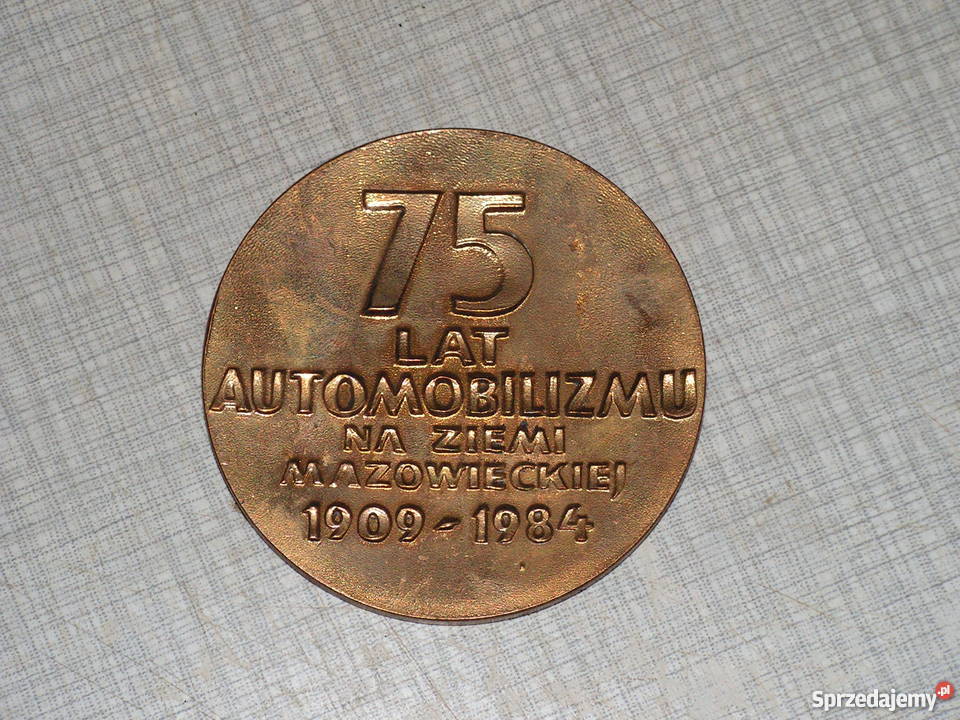 75
LAT
AUTOMOBILIZMU
NA ZIEMI
MAZOWIECKIEJ
1909-1984
Sprzedajemy.pl